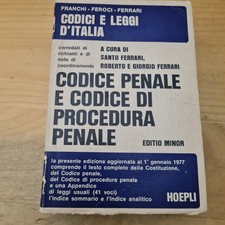 FRANCHI - FEROCI - FERRARI
CODICI E LEGGI
D'ITALIA
corredati di
richiami e di
note di
coordinamento
A CURA DI
SANTO FERRARI,
ROBERTO E GIORGIO FERRARI
CODICE PENALE
E CODICE DI
PROCEDURA
PENALE
EDITIO MINOR
la presente edizione aggiornata al 1° gennaio 1977
comprende il testo completo della Costituzione,
del Codice penale,
del Codice di procedura penale
e una Appendice
di leggi usuali (41 voci)
l'indice sommario e l'indice analitico
HOEPLI